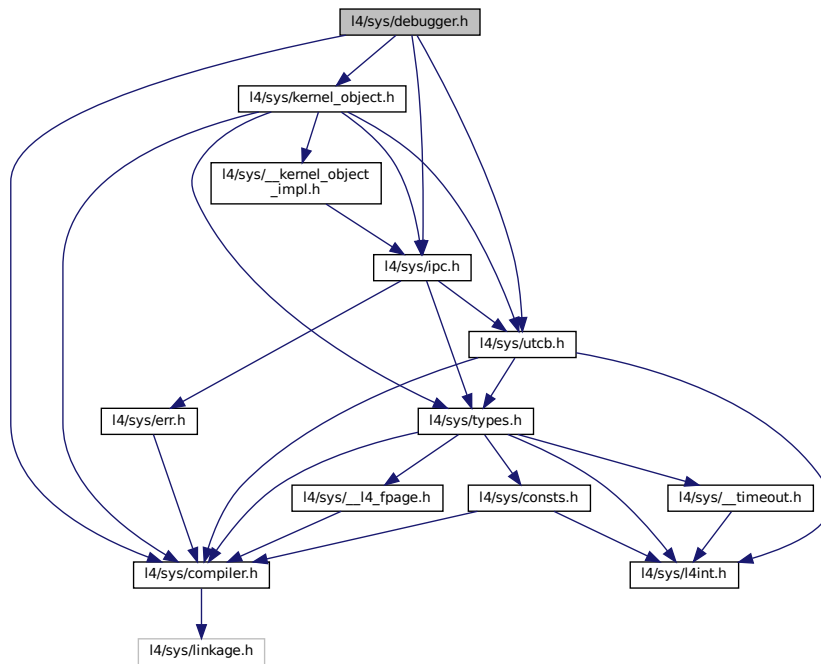 l4/sys/debugger.h
l4/sys/kernel_object.h
l4/sys/__kernel_object
_impl.h
l4/sys/ipc.h
l4/sys/utcb.h
l4/sys/err.h
l4/sys/types.h
l4/sys/__l4_fpage.h
l4/sys/consts.h
l4/sys/__timeout.h
l4/sys/compiler.h
l4/sys/l4int.h
l4/sys/linkage.h